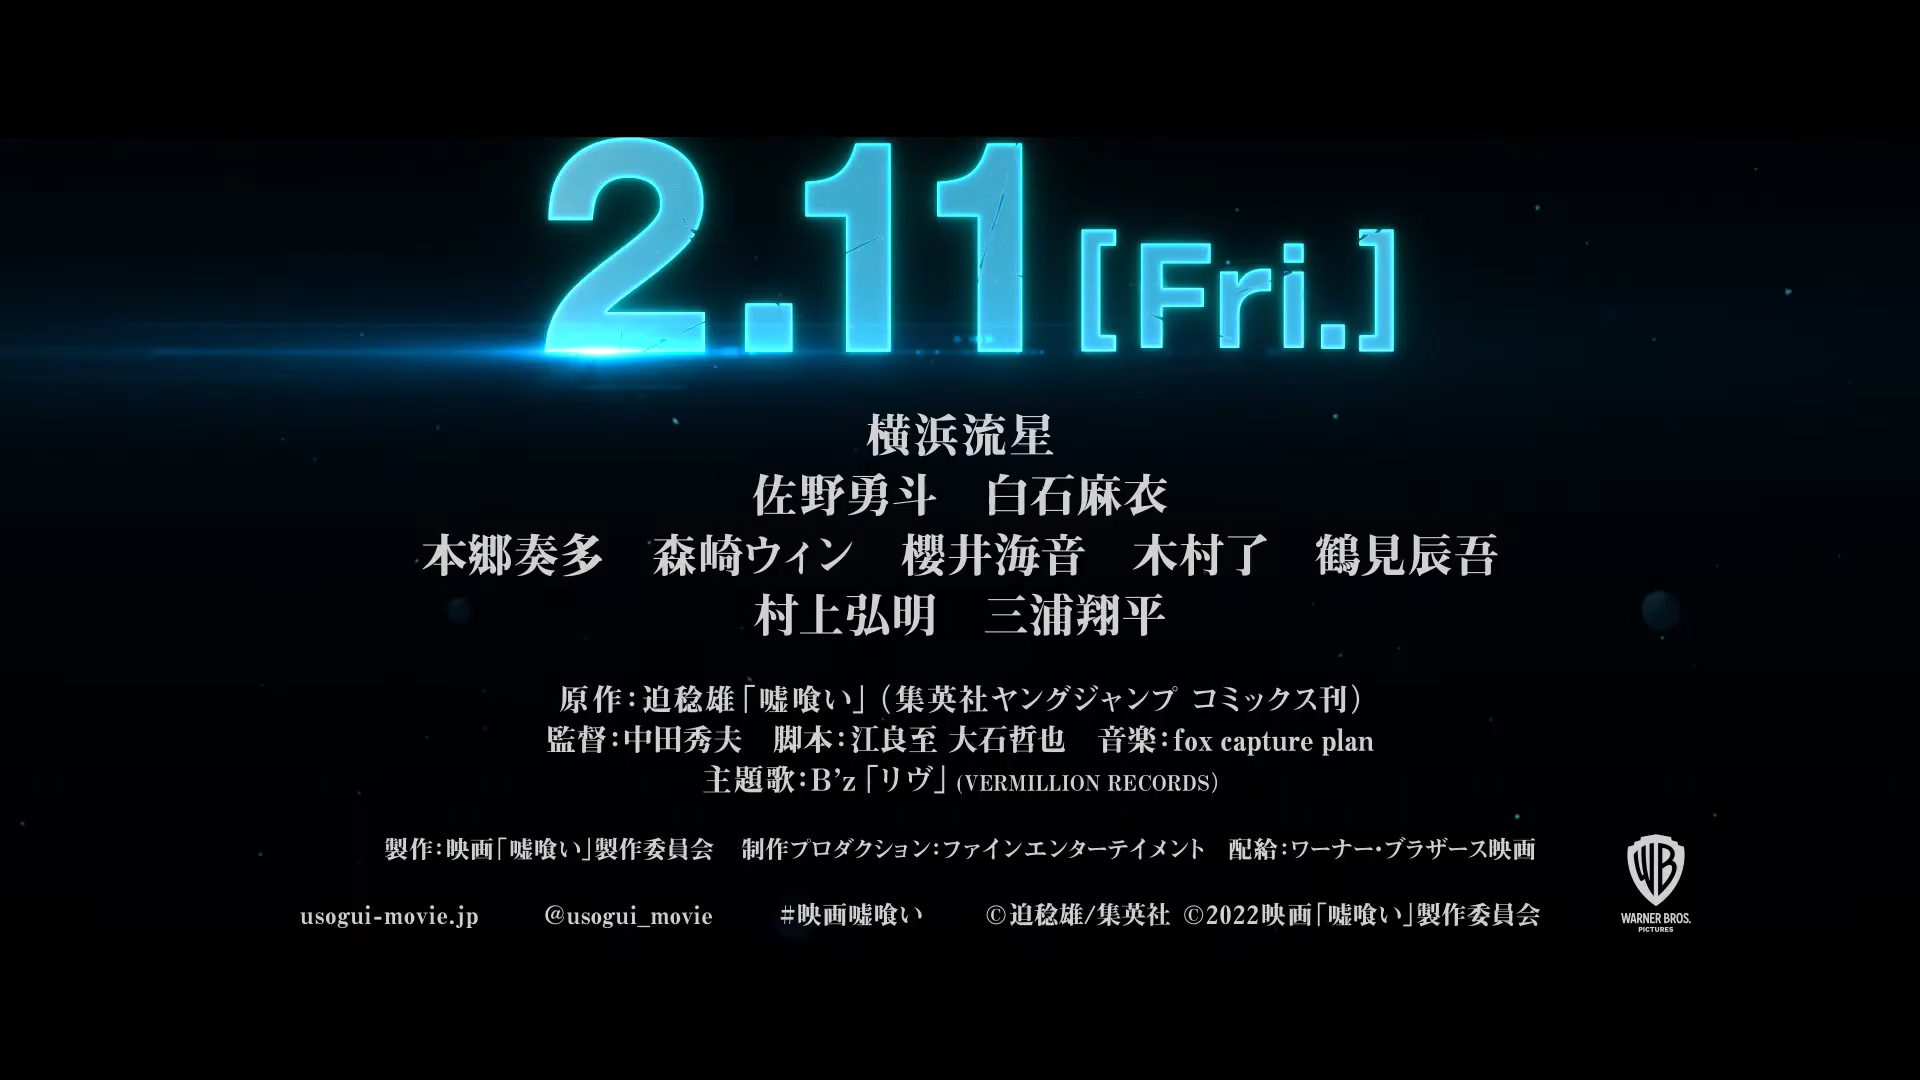 2.11 [Fri.]
横浜流星
佐野勇斗　白石麻衣
本郷奏多　森崎ウィン　櫻井海音　木村了　鶴見辰吾
村上弘明　三浦翔平
原作：迫稔雄「嘘喰い」（集英社ヤングジャンプ コミックス刊）
監督：中田秀夫　脚本：江良至 大石哲也　音楽：fox capture plan
主題歌：B'z「リヴ」(VERMILLION RECORDS)
製作：映画「嘘喰い」製作委員会　制作プロダクション：ファインエンターテイメント　配給：ワーナー・ブラザース映画
usogui-movie.jp　@usogui_movie　#映画嘘喰い　©迫稔雄/集英社 ©2022映画「嘘喰い」製作委員会
WB
WARNER BROS.
PICTURES